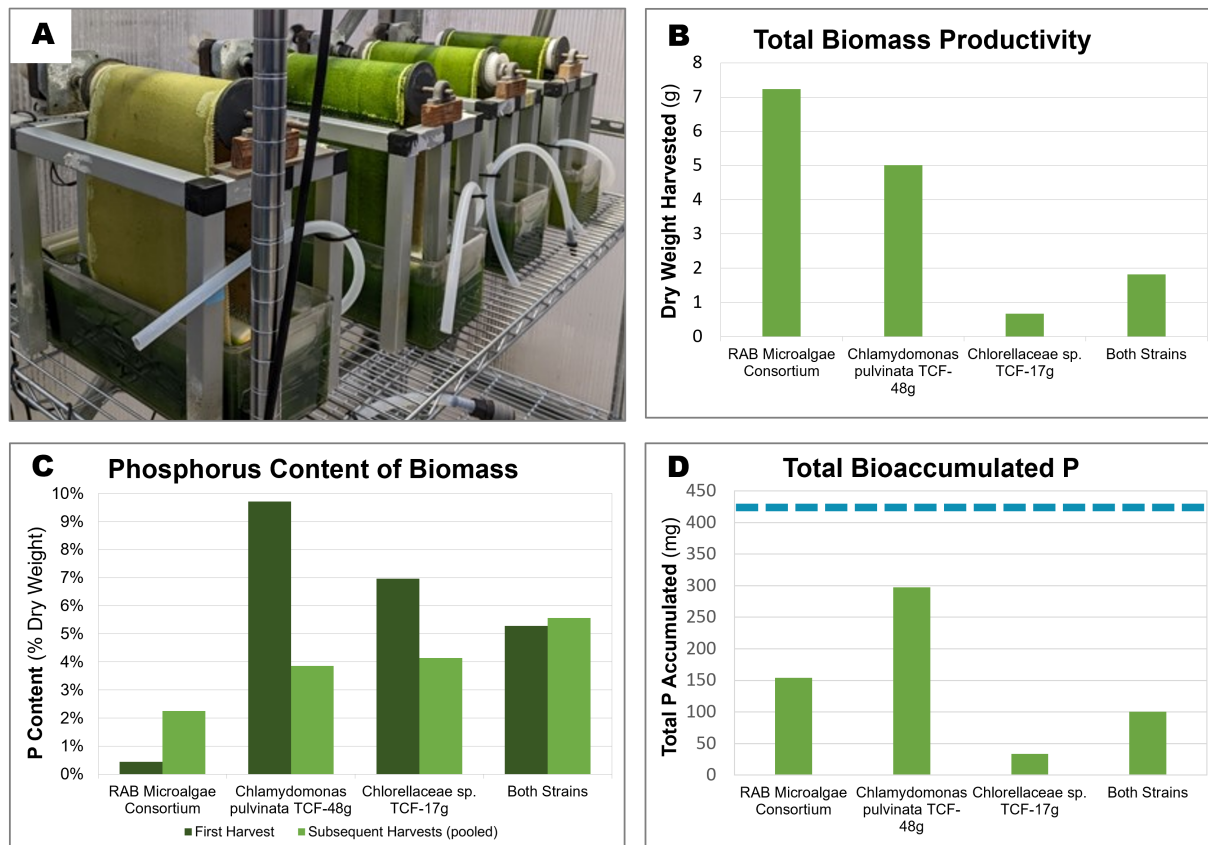 A
B
Total Biomass Productivity
Dry Weight Harvested (g)
8
7
6
5
4
3
2
1
0
RAB Microalgae
Consortium
Chlamydomonas
pulvinata TCF-
48g
Chlorellaceae sp.
TCF-17g
Both Strains
C
Phosphorus Content of Biomass
P Content (% Dry Weight)
10%
9%
8%
7%
6%
5%
4%
3%
2%
1%
0%
RAB Microalgae
Consortium
Chlamydomonas
pulvinata TCF-48g
Chlorellaceae sp.
TCF-17g
Both Strains
First Harvest
Subsequent Harvests (pooled)
D
Total Bioaccumulated P
Total P Accumulated (mg)
450
400
350
300
250
200
150
100
50
0
RAB Microalgae
Consortium
Chlamydomonas
pulvinata TCF-
48g
Chlorellaceae sp.
TCF-17g
Both Strains